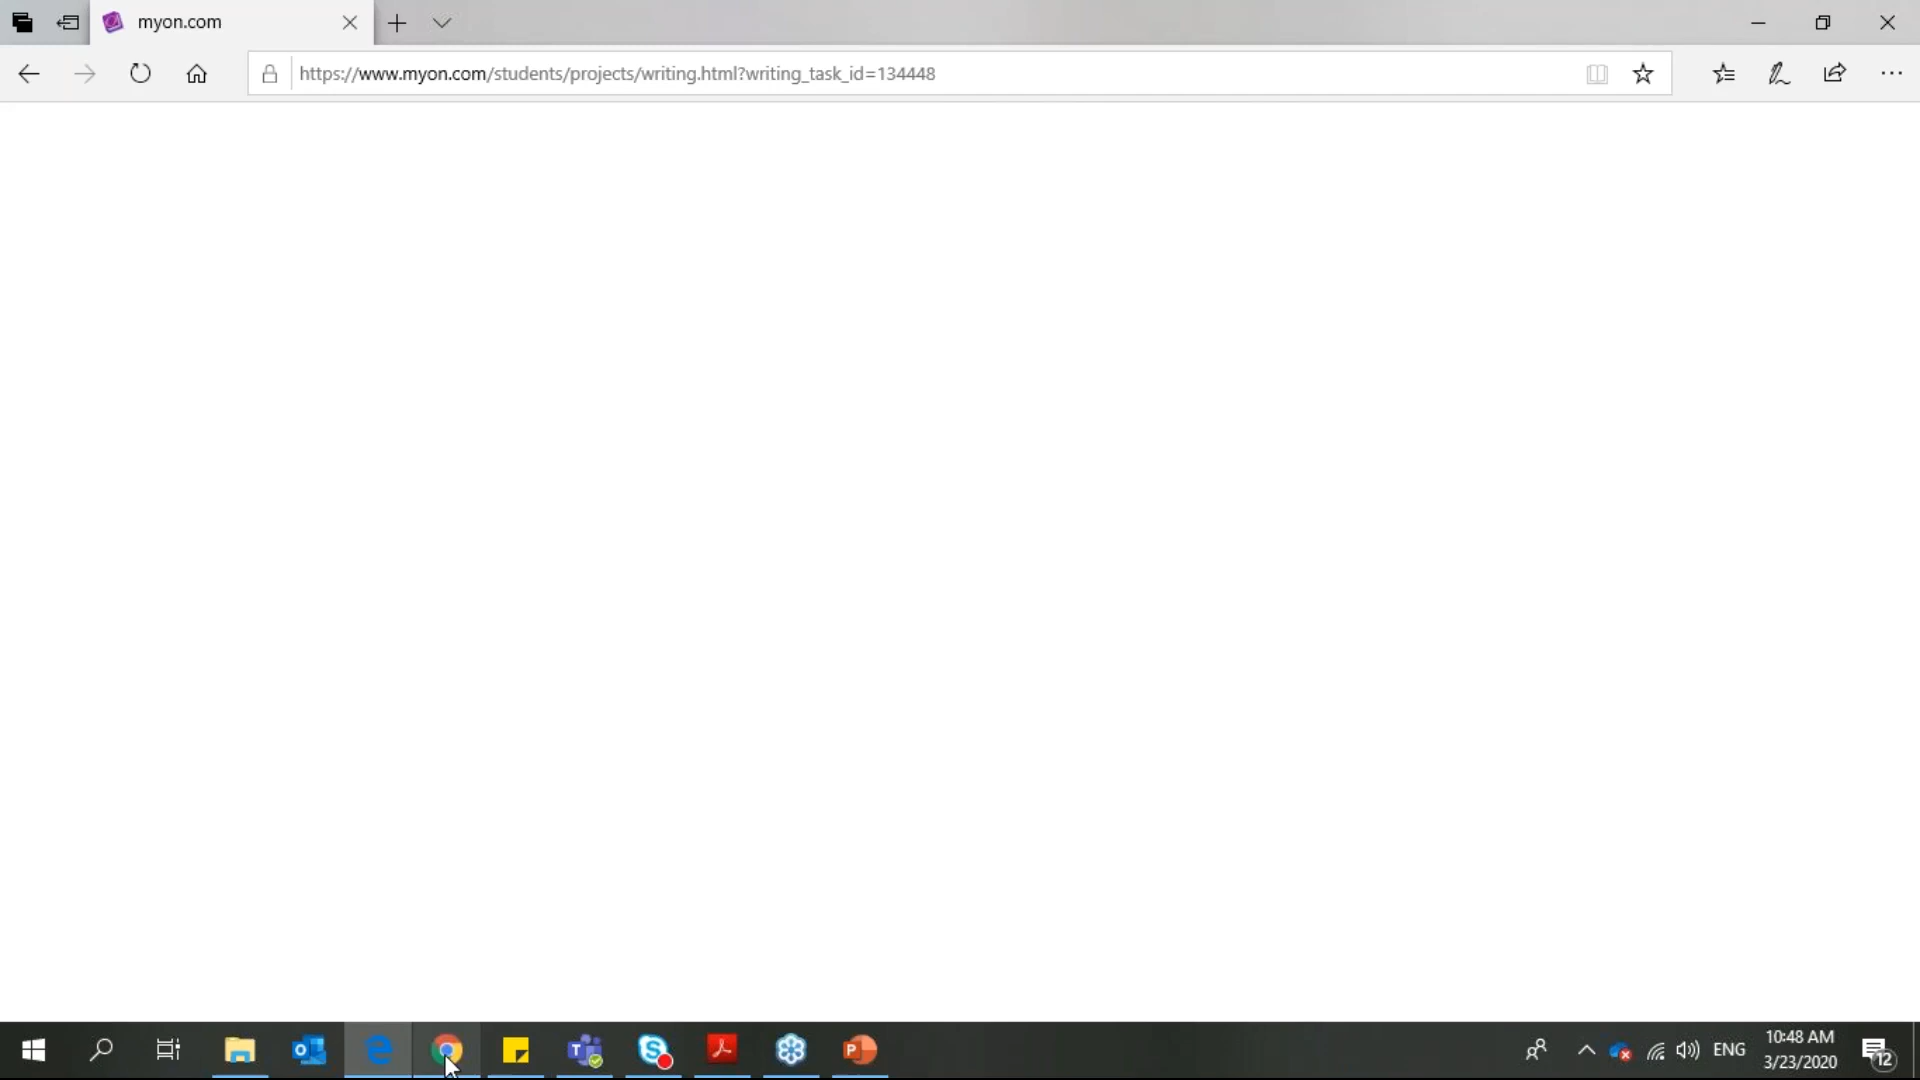 myon.com
https://www.myon.com/students/projects/writing.html?writing_task_id=134448
ENG
10:48 AM
3/23/2020
12